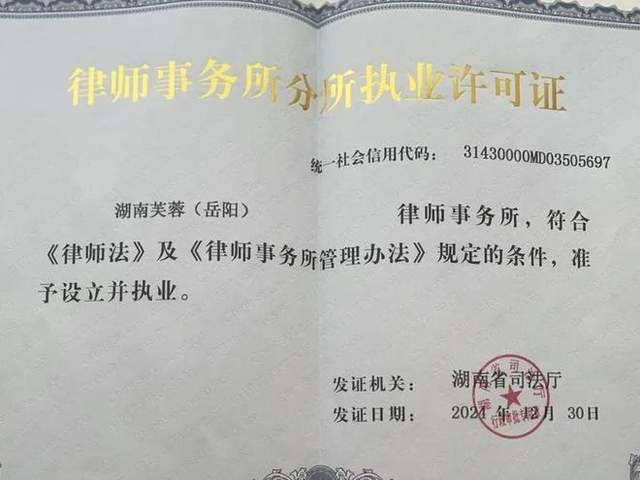 律师事务所分所执业许可证
统一社会信用代码： 31430000MD03505697
湖南芙蓉（岳阳） 律师事务所，符合
《律师法》及《律师事务所管理办法》规定的条件，准
予设立并执业。
发证机关： 湖南省司法厅
发证日期： 2024 年 12月 30日